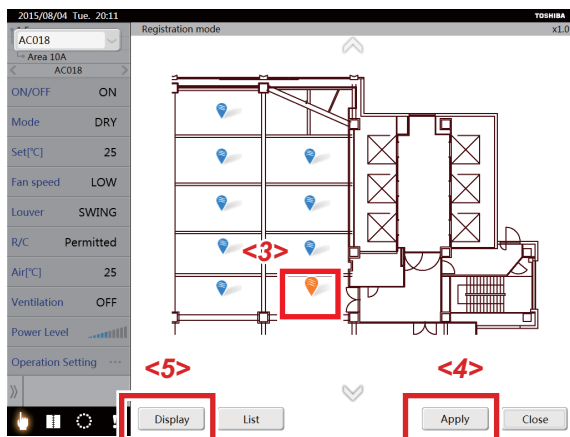 2015/08/04 Tue. 20:11
TOSHIBA
Registration mode
x1.0
AC018
Area 10A
AC018
ON/OFF ON
Mode DRY
Set[℃] 25
Fan speed LOW
Louver SWING
R/C Permitted
Air[℃] 25
Ventilation OFF
Power Level
Operation Setting ...
<3>
<5>
<4>
Display
List
Apply
Close